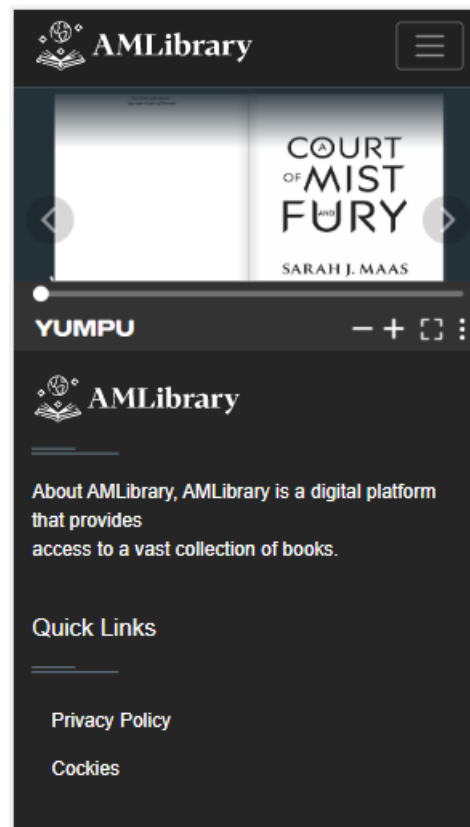 AMLibrary
A
COURT
OF MIST
AND
FURY
SARAH J. MAAS
YUMPU
AMLibrary
About AMLibrary, AMLibrary is a digital platform
that provides
access to a vast collection of books.
Quick Links
Privacy Policy
Cockies